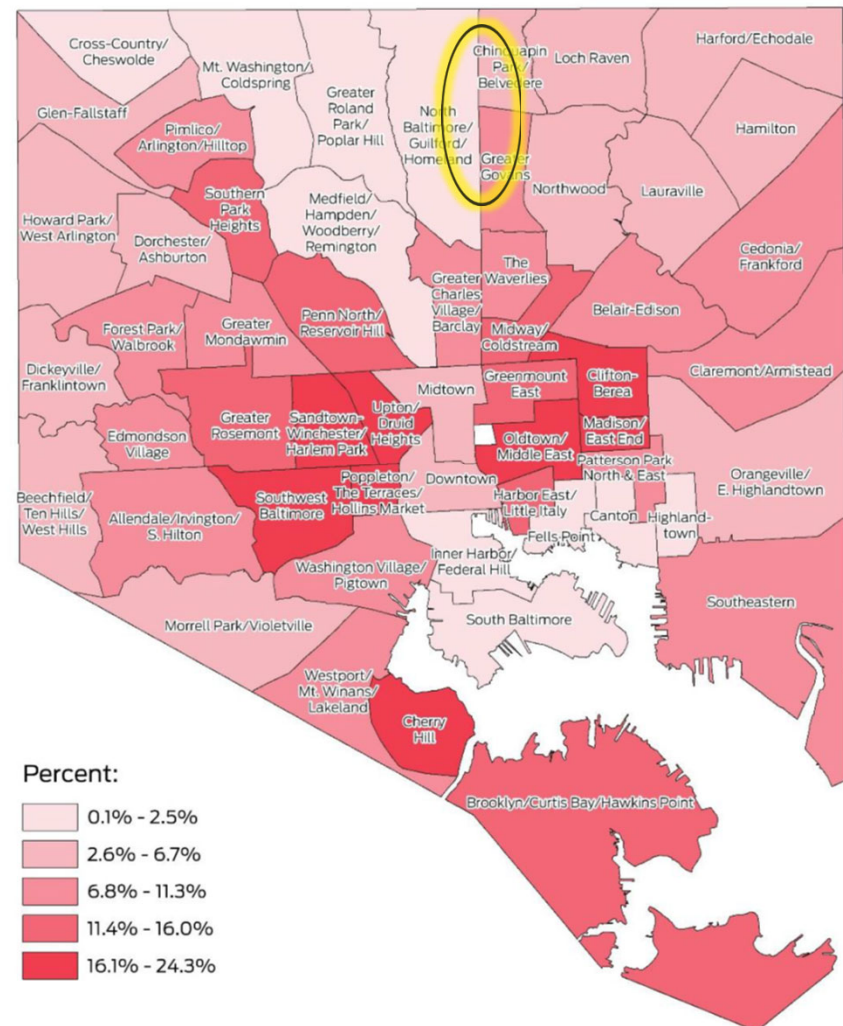 Cross-Country/
Cheswolde
Mt. Washington/
Coldspring
Greater
Roland
Park/
Poplar Hill
North
Baltimore/
Guilford/
Homeland
Chinquapin
Park/
Belvedere
Loch Raven
Harford/Echodale
Glen-Fallstaff
Pimlico/
Arlington/Hilltop
Hamilton
Greater
Govans
Northwood
Lauraville
Southern
Park
Heights
Medfield/
Hampden/
Woodberry/
Remington
Howard Park/
West Arlington
Dorchester/
Ashburton
Cedonia/
Frankford
The
Waverlies
Greater
Charles
Village/
Barclay
Belair-Edison
Penn North/
Reservoir Hill
Forest Park/
Walbrook
Greater
Mondawmin
Midway/
Coldstream
Dickeyville/
Franklintown
Claremont/Armistead
Midtown
Greenmount
East
Clifton-
Berea
Greater
Rosemont
Sandtown-
Winchester/
Harlem Park
Upton/
Druid
Heights
Madison/
East End
Edmondson
Village
Oldtown/
Middle East
Patterson Park
North & East
Orangeville/
E. Highlandtown
Beechfield/
Ten Hills/
West Hills
Southwest
Baltimore
Poppleton/
The Terraces/
Hollins Market
Downtown
Harbor East/
Little Italy
Canton
Highland-
town
Allendale/Irvington/
S. Hilton
Fells Point
Inner Harbor/
Federal Hill
Washington Village/
Pigtown
Southeastern
Morrell Park/Violetville
South Baltimore
Westport/
Mt. Winans/
Lakeland
Cherry
Hill
Brooklyn/Curtis Bay/Hawkins Point
Percent:
0.1% - 2.5%
2.6% - 6.7%
6.8% - 11.3%
11.4% - 16.0%
16.1% - 24.3%